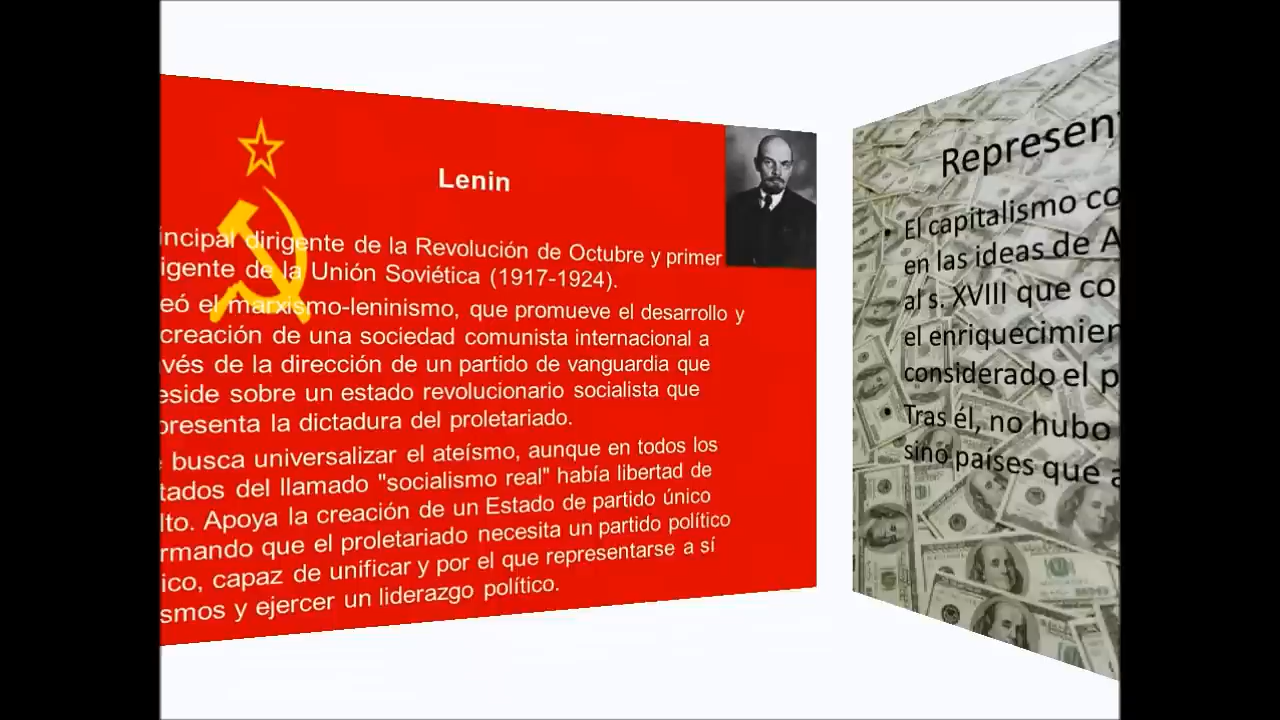 Lenin
incipal dirigente de la Revolución de Octubre y primer
igente de la Unión Soviética (1917-1924).
eó el marxismo-leninismo, que promueve el desarrollo y
creación de una sociedad comunista internacional a
vés de la dirección de un partido de vanguardia que
eside sobre un estado revolucionario socialista que
presenta la dictadura del proletariado.
e busca universalizar el ateísmo, aunque en todos los
tados del llamado "socialismo real" había libertad de
lto. Apoya la creación de un Estado de partido único
rmando que el proletariado necesita un partido político
ico, capaz de unificar y por el que representarse a sí
smos y ejercer un liderazgo político.
Represen
• El capitalismo co
en las ideas de A
al s. XVIII que co
el enriquecimien
considerado el p
• Tras él, no hubo
sino países que a